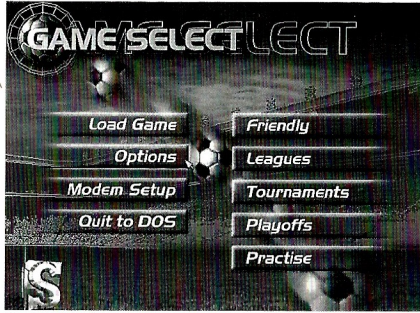 GAME SELECT
Load Game
Options
Modem Setup
Quit to DOS
Friendly
Leagues
Tournaments
Playoffs
Practise
S